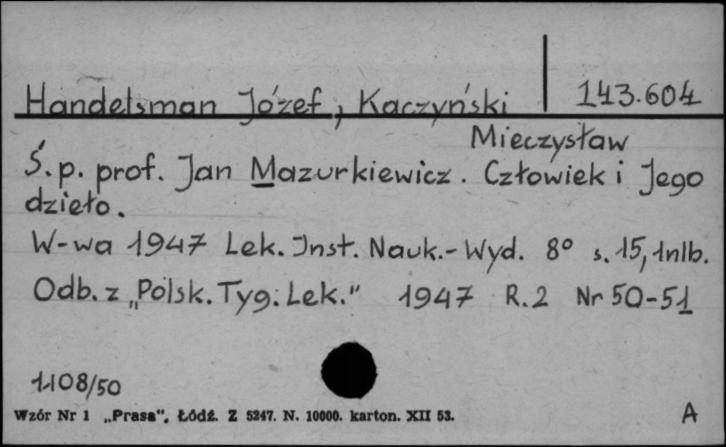 Handelsman Józef, Kaczyński 143.604
Mieczysław
Ś.p. prof. Jan Mazurkiewicz. Człowiek i Jego
dzieło.
W-wa 1947 Lek. Inst. Nauk.-Wyd. 8° s. 15, 1nlb.
Odb. z „Polsk. Tyg. Lek." 1947 R. 2 Nr 50-51
1108/50
Wzór Nr 1 „Prasa", Łódź. Z 5247. N. 10000. karton. XII 53.
A